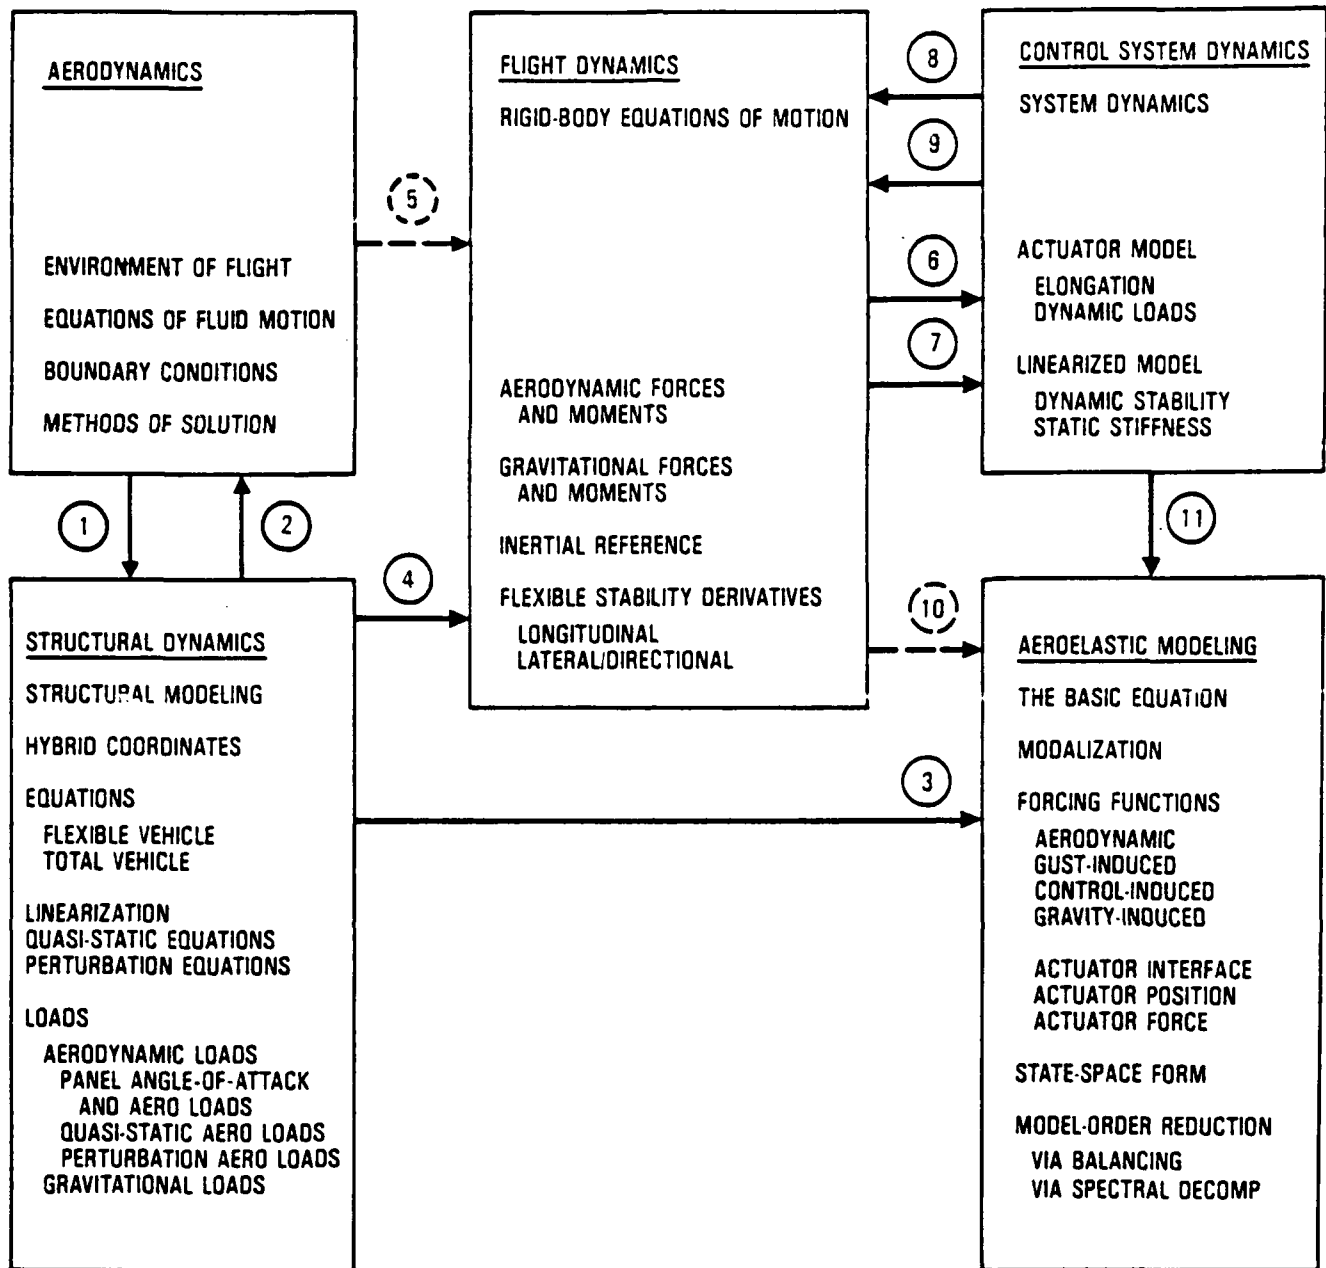 AERODYNAMICS
ENVIRONMENT OF FLIGHT
EQUATIONS OF FLUID MOTION
BOUNDARY CONDITIONS
METHODS OF SOLUTION
5
FLIGHT DYNAMICS
RIGID-BODY EQUATIONS OF MOTION
AERODYNAMIC FORCES
AND MOMENTS
GRAVITATIONAL FORCES
AND MOMENTS
INERTIAL REFERENCE
FLEXIBLE STABILITY DERIVATIVES
LONGITUDINAL
LATERAL/DIRECTIONAL
8
9
6
7
CONTROL SYSTEM DYNAMICS
SYSTEM DYNAMICS
ACTUATOR MODEL
ELONGATION
DYNAMIC LOADS
LINEARIZED MODEL
DYNAMIC STABILITY
STATIC STIFFNESS
1
2
4
10
11
3
STRUCTURAL DYNAMICS
STRUCTURAL MODELING
HYBRID COORDINATES
EQUATIONS
FLEXIBLE VEHICLE
TOTAL VEHICLE
LINEARIZATION
QUASI-STATIC EQUATIONS
PERTURBATION EQUATIONS
LOADS
AERODYNAMIC LOADS
PANEL ANGLE-OF-ATTACK
AND AERO LOADS
QUASI-STATIC AERO LOADS
PERTURBATION AERO LOADS
GRAVITATIONAL LOADS
AEROELASTIC MODELING
THE BASIC EQUATION
MODALIZATION
FORCING FUNCTIONS
AERODYNAMIC
GUST-INDUCED
CONTROL-INDUCED
GRAVITY-INDUCED
ACTUATOR INTERFACE
ACTUATOR POSITION
ACTUATOR FORCE
STATE-SPACE FORM
MODEL-ORDER REDUCTION
VIA BALANCING
VIA SPECTRAL DECOMP